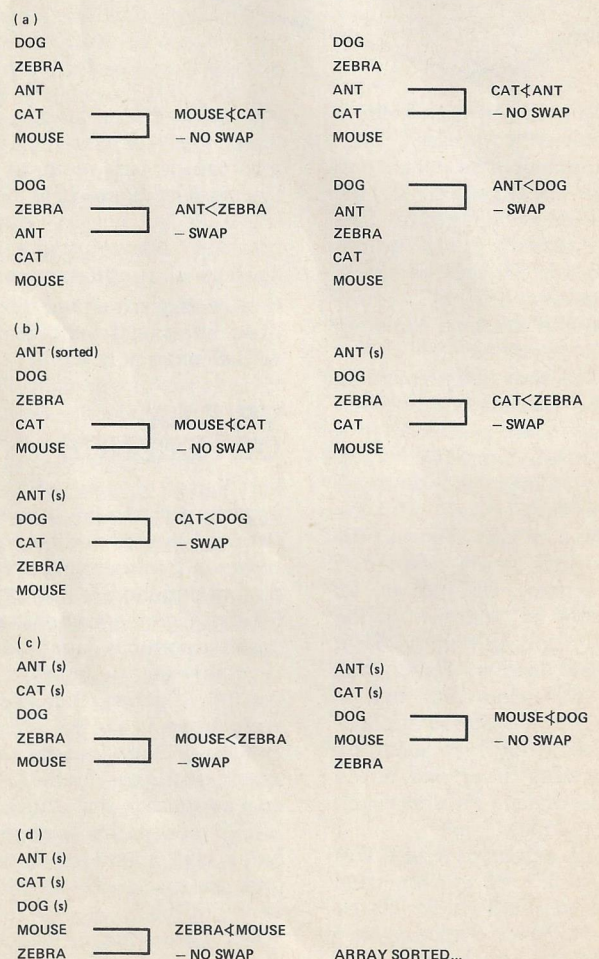 (a)
DOG
ZEBRA
ANT
CAT MOUSE≮CAT
MOUSE – NO SWAP
DOG
ZEBRA
ANT CAT≮ANT
CAT – NO SWAP
MOUSE
DOG
ZEBRA ANT<ZEBRA
ANT – SWAP
CAT
MOUSE
DOG ANT<DOG
ANT – SWAP
ZEBRA
CAT
MOUSE
(b)
ANT (sorted)
DOG
ZEBRA
CAT MOUSE≮CAT
MOUSE – NO SWAP
ANT (s)
DOG
ZEBRA CAT<ZEBRA
CAT – SWAP
MOUSE
ANT (s)
DOG CAT<DOG
CAT – SWAP
ZEBRA
MOUSE
(c)
ANT (s)
CAT (s)
DOG
ZEBRA MOUSE<ZEBRA
MOUSE – SWAP
ANT (s)
CAT (s)
DOG MOUSE≮DOG
MOUSE – NO SWAP
ZEBRA
(d)
ANT (s)
CAT (s)
DOG (s)
MOUSE ZEBRA≮MOUSE
ZEBRA – NO SWAP ARRAY SORTED...